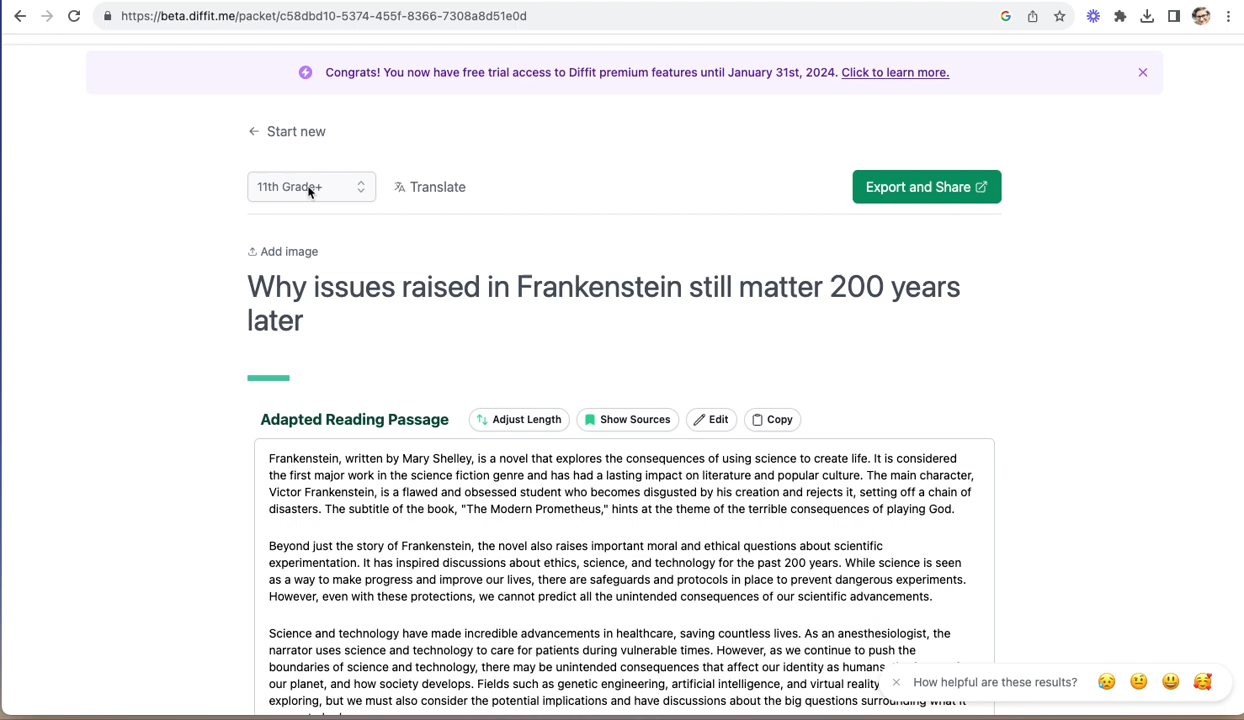 https://beta.diffit.me/packet/c58dbd10-5374-455f-8366-7308a8d51e0d
Congrats! You now have free trial access to Diffit premium features until January 31st, 2024. Click to learn more.
Start new
11th Grade+
Translate
Export and Share
Add image
Why issues raised in Frankenstein still matter 200 years
later
Adapted Reading Passage
Adjust Length
Show Sources
Edit
Copy
Frankenstein, written by Mary Shelley, is a novel that explores the consequences of using science to create life. It is considered
the first major work in the science fiction genre and has had a lasting impact on literature and popular culture. The main character,
Victor Frankenstein, is a flawed and obsessed student who becomes disgusted by his creation and rejects it, setting off a chain of
disasters. The subtitle of the book, "The Modern Prometheus," hints at the theme of the terrible consequences of playing God.
Beyond just the story of Frankenstein, the novel also raises important moral and ethical questions about scientific
experimentation. It has inspired discussions about ethics, science, and technology for the past 200 years. While science is seen
as a way to make progress and improve our lives, there are safeguards and protocols in place to prevent dangerous experiments.
However, even with these protections, we cannot predict all the unintended consequences of our scientific advancements.
Science and technology have made incredible advancements in healthcare, saving countless lives. As an anesthesiologist, the
narrator uses science and technology to care for patients during vulnerable times. However, as we continue to push the
boundaries of science and technology, there may be unintended consequences that affect our identity as humans,
our planet, and how society develops. Fields such as genetic engineering, artificial intelligence, and virtual reality
exploring, but we must also consider the potential implications and have discussions about the big questions surrounding what it
How helpful are these results?